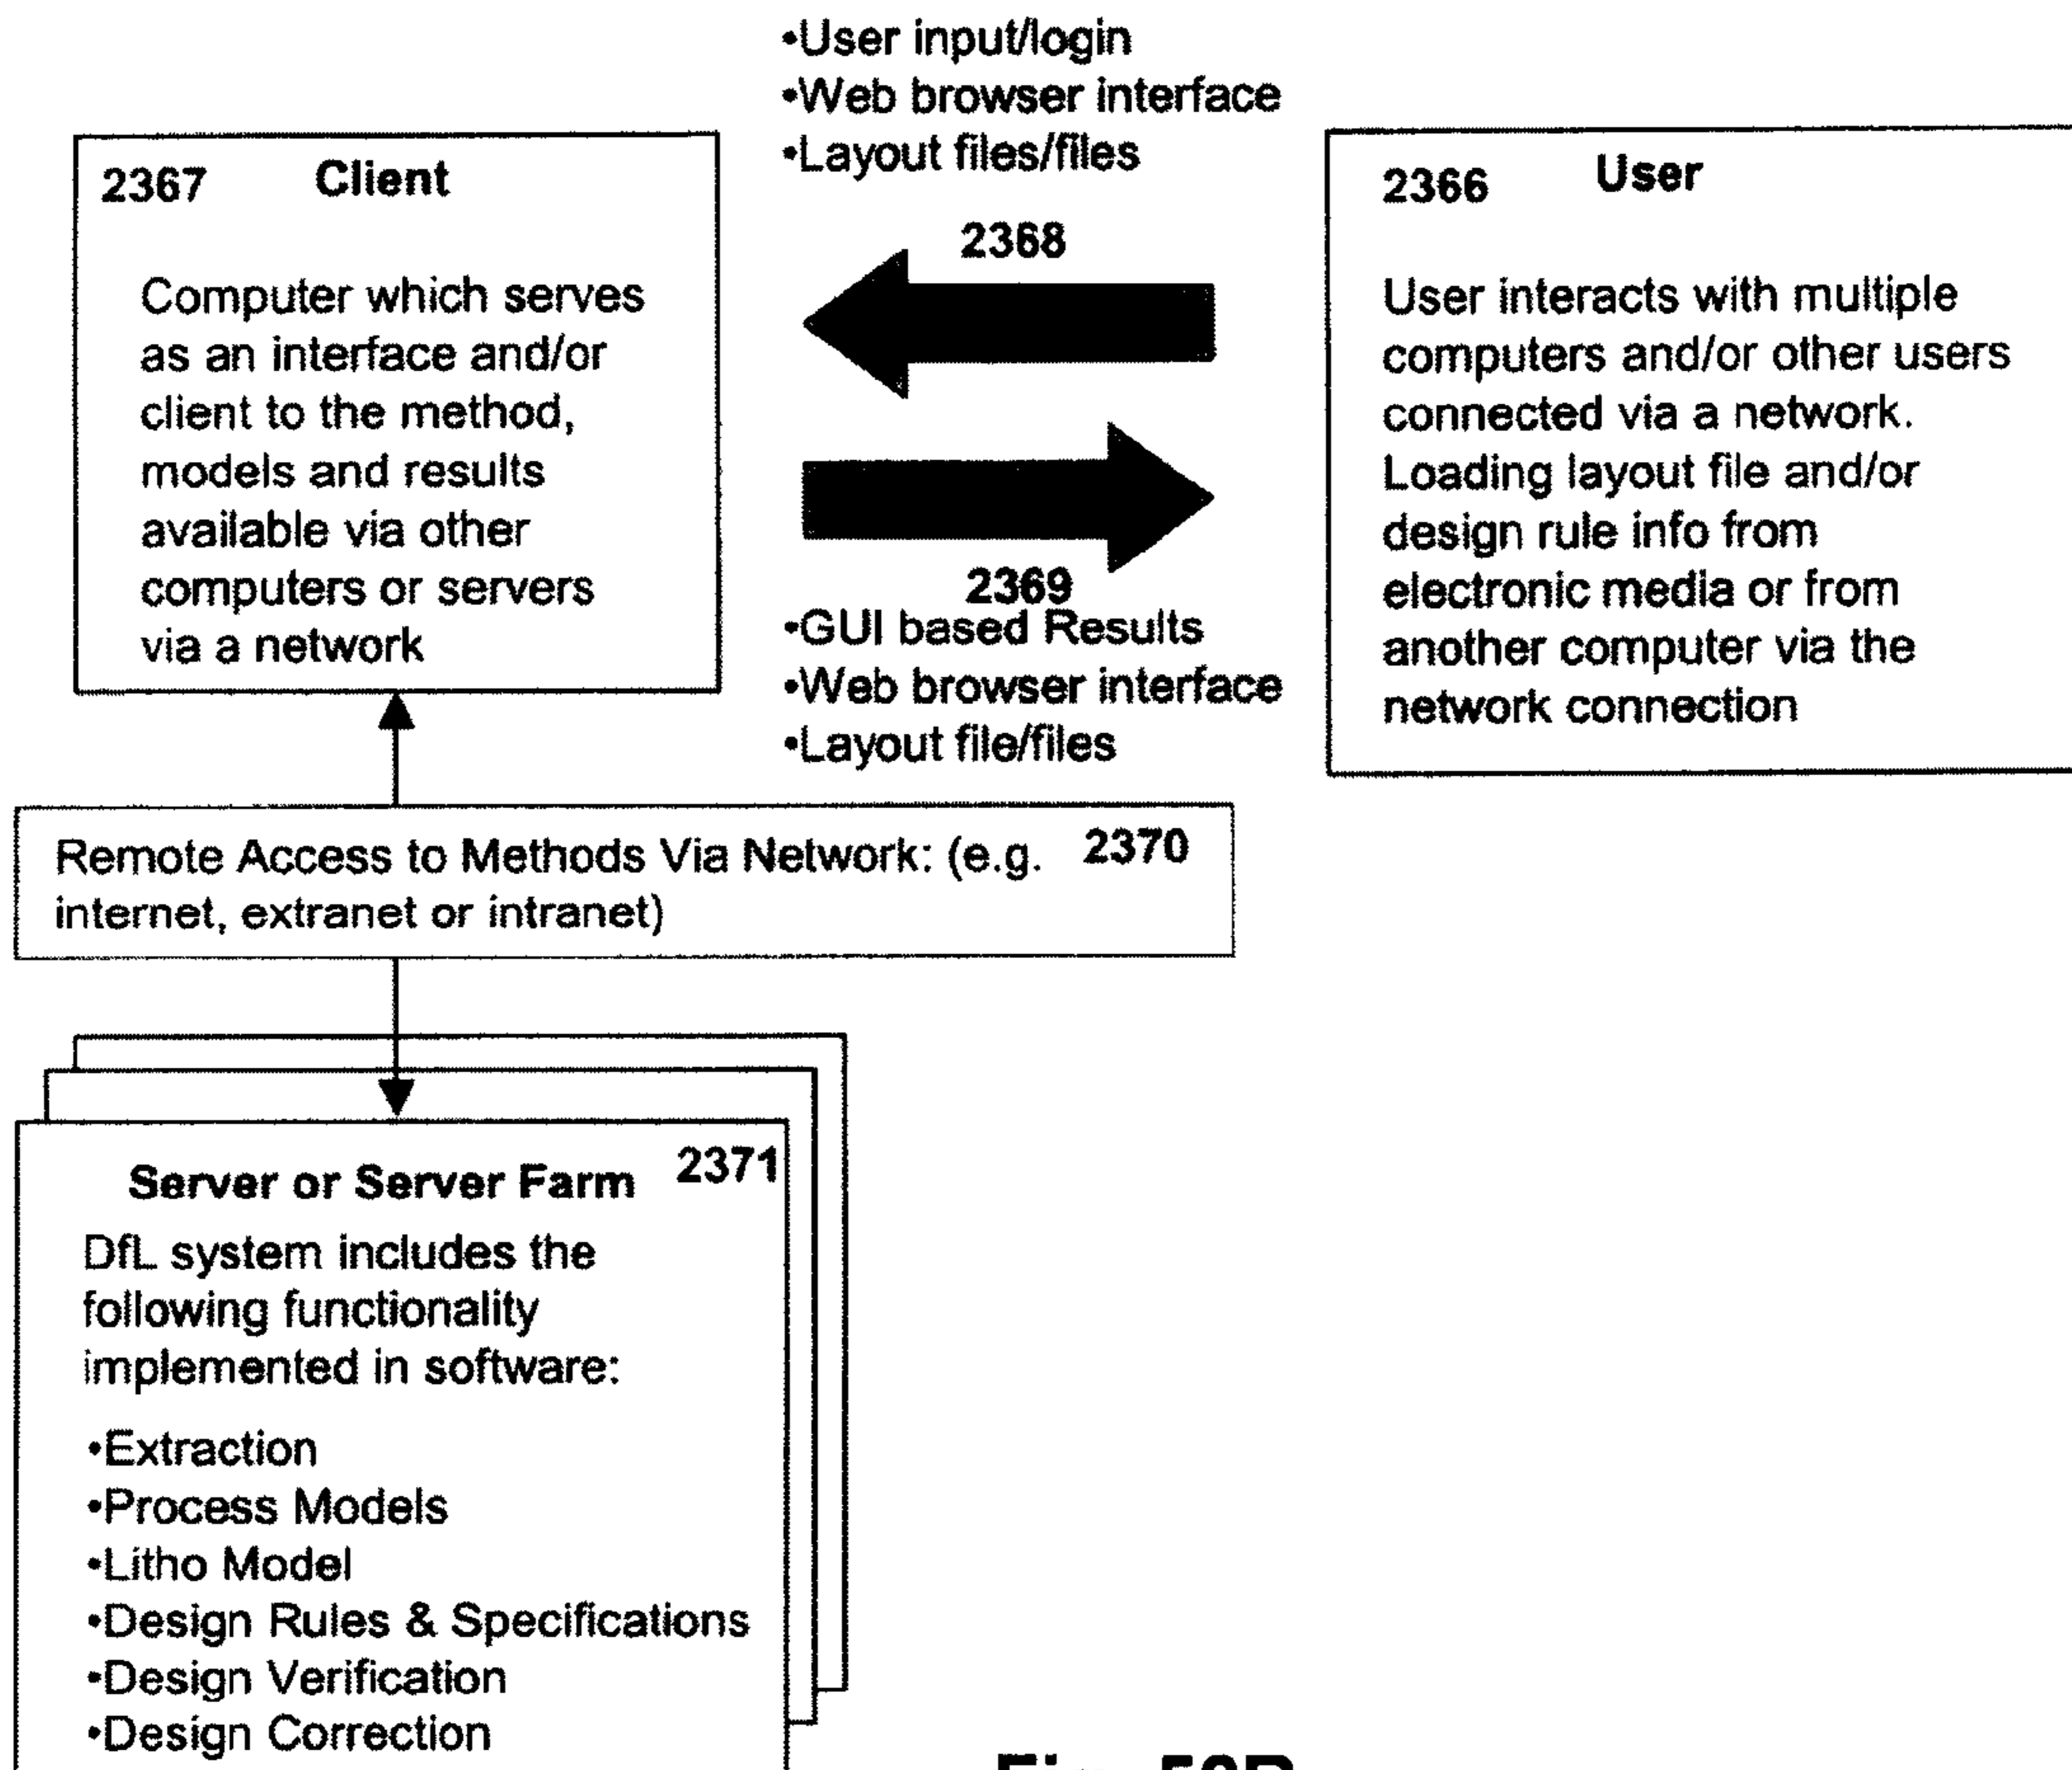 •User input/login
•Web browser interface
•Layout files/files
2367 Client
Computer which serves
as an interface and/or
client to the method,
models and results
available via other
computers or servers
via a network
2368
2369
•GUI based Results
•Web browser interface
•Layout file/files
2366 User
User interacts with multiple
computers and/or other users
connected via a network.
Loading layout file and/or
design rule info from
electronic media or from
another computer via the
network connection
Remote Access to Methods Via Network: (e.g. 2370
internet, extranet or intranet)
Server or Server Farm 2371
DfL system includes the
following functionality
implemented in software:
•Extraction
•Process Models
•Litho Model
•Design Rules & Specifications
•Design Verification
•Design Correction